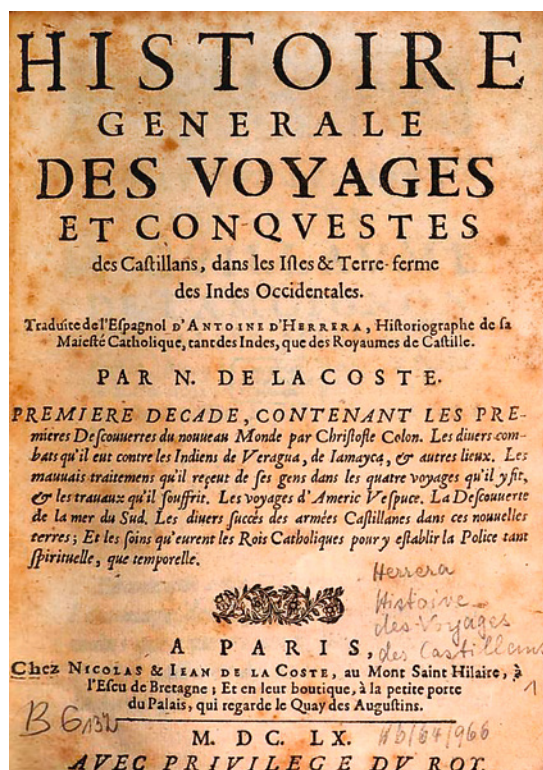 HISTOIRE
GENERALE
DES VOYAGES
ET CONQVESTES
des Caſtillans, dans les Iſles & Terre-ferme
des Indes Occidentales.
Traduite de l'Eſpagnol D'ANTOINE D'HERRERA, Hiſtoriographe de ſa
Maieſté Catholique, tant des Indes, que des Royaumes de Caſtille.
PAR N. DE LA COSTE.
PREMIERE DECADE, CONTENANT LES PRE-
mieres Deſcouuertes du nouueau Monde par Chriſtofle Colon. Les diuers com-
bats qu'il eut contre les Indiens de Veragua, de Iamayca, & autres lieux. Les
mauuais traitemens qu'il reçeut de ſes gens dans les quatre voyages qu'il y fit,
& les trauaux qu'il ſouffrit. Les voyages d'Americ Veſpuce. La Deſcouuerte
de la mer du Sud. Les diuers ſuccés des armées Caſtillanes dans ces nouuelles
terres; Et les ſoins qu'eurent les Rois Catholiques pour y eſtablir la Police tant
ſpirituelle, que temporelle.
Herrera
Histoire
des Voyages
des Castillans
1
A PARIS,
Chez NICOLAS & IEAN DE LA COSTE, au Mont Saint Hilaire, à
l'Eſcu de Bretagne; Et en leur boutique, à la petite porte
du Palais, qui regarde le Quay des Auguſtins.
B 6132
M. DC. LX.
64/966
AVEC PRIVILEGE DV ROY.